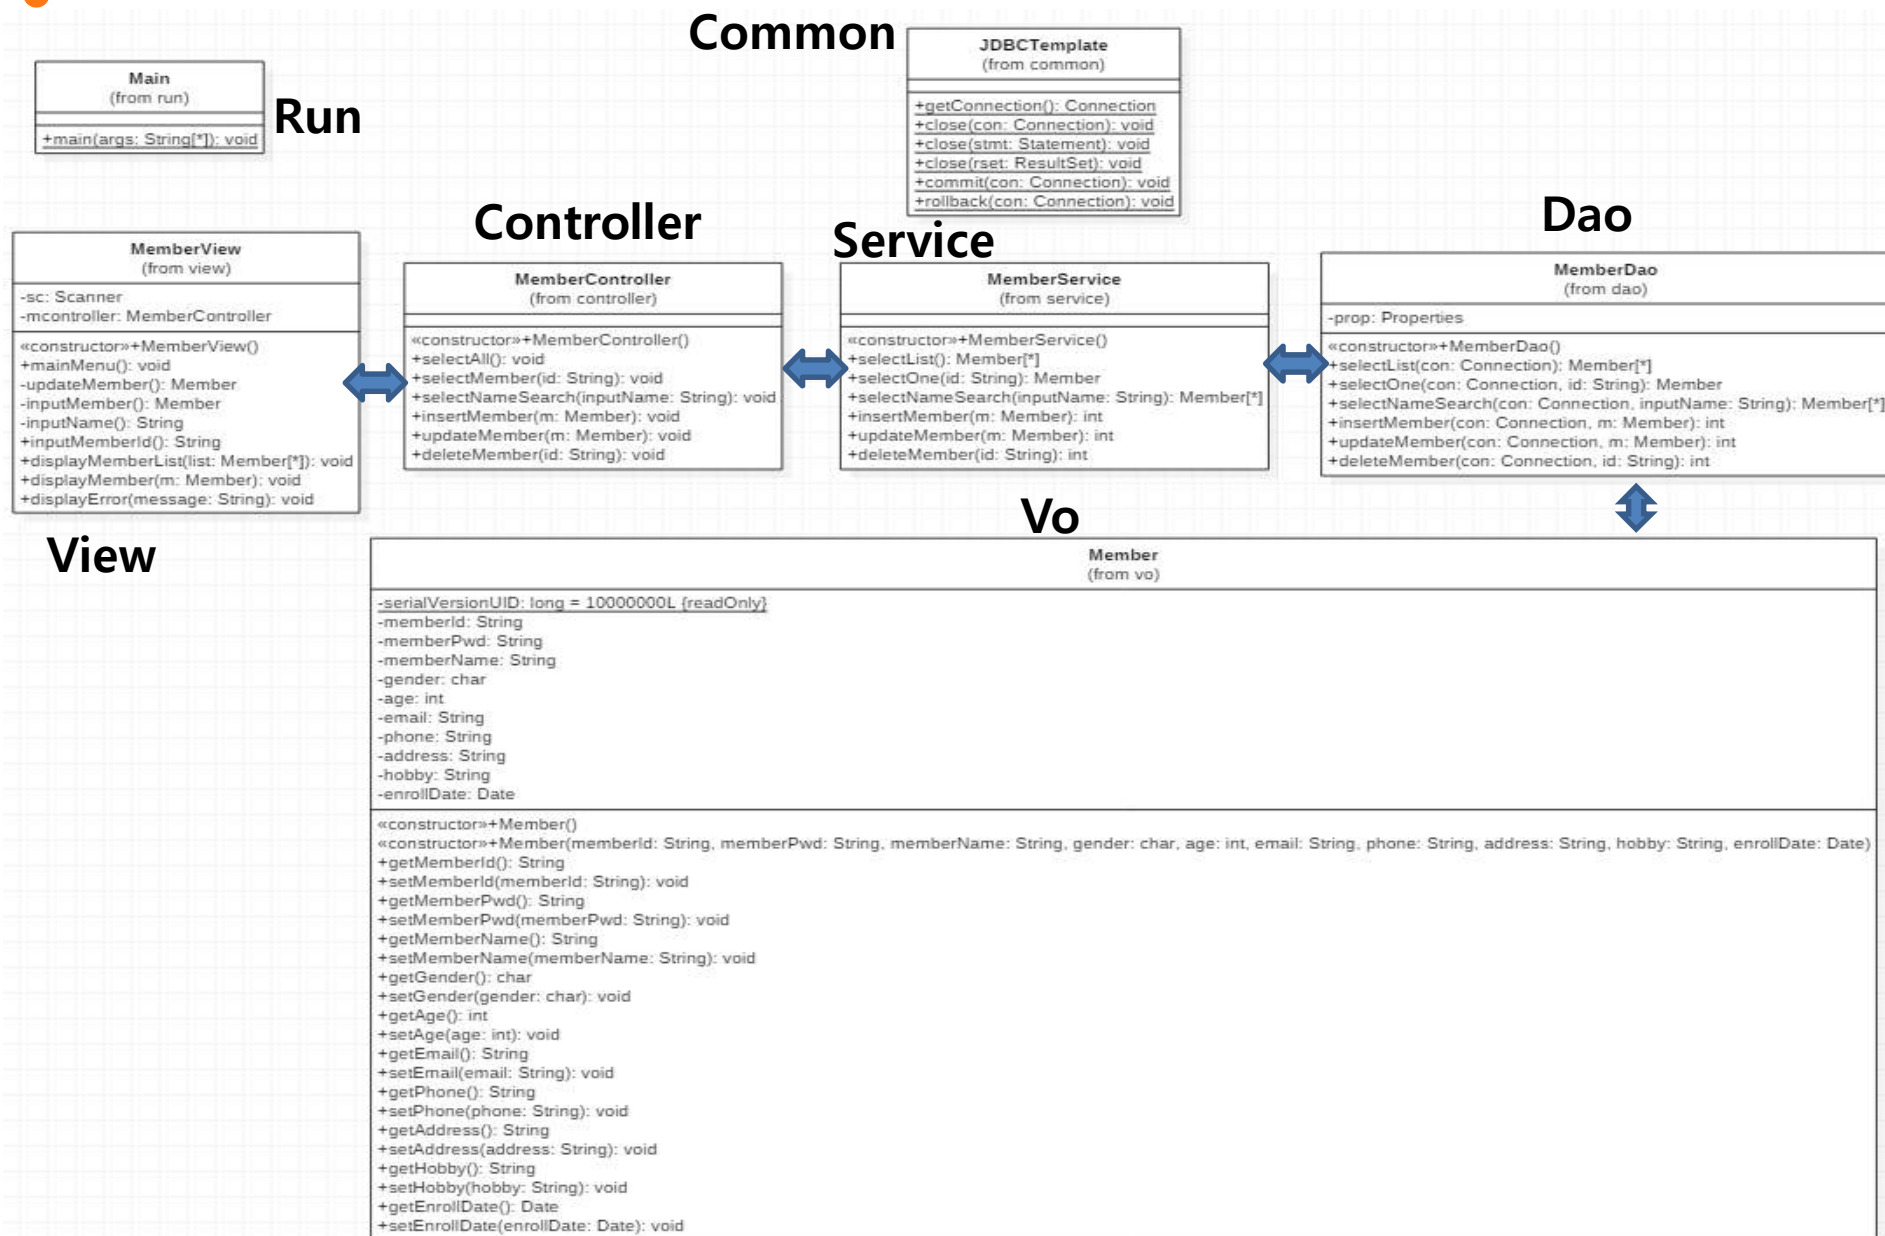 Common
JDBCTemplate
(from common)
+getConnection(): Connection
+close(con: Connection): void
+close(stmt: Statement): void
+close(rset: ResultSet): void
+commit(con: Connection): void
+rollback(con: Connection): void
Main
(from run)
+main(args: String[*]): void
Run
Controller
Service
Dao
MemberView
(from view)
-sc: Scanner
-mcontroller: MemberController
«constructor»+MemberView()
+mainMenu(): void
-updateMember(): Member
-inputMember(): Member
-inputName(): String
+inputMemberId(): String
+displayMemberList(list: Member[*]): void
+displayMember(m: Member): void
+displayError(message: String): void
View
MemberController
(from controller)
«constructor»+MemberController()
+selectAll(): void
+selectMember(id: String): void
+selectNameSearch(inputName: String): void
+insertMember(m: Member): void
+updateMember(m: Member): void
+deleteMember(id: String): void
MemberService
(from service)
«constructor»+MemberService()
+selectList(): Member[*]
+selectOne(id: String): Member
+selectNameSearch(inputName: String): Member[*]
+insertMember(m: Member): int
+updateMember(m: Member): int
+deleteMember(id: String): int
MemberDao
(from dao)
-prop: Properties
«constructor»+MemberDao()
+selectList(con: Connection): Member[*]
+selectOne(con: Connection, id: String): Member
+selectNameSearch(con: Connection, inputName: String): Member[*]
+insertMember(con: Connection, m: Member): int
+updateMember(con: Connection, m: Member): int
+deleteMember(con: Connection, id: String): int
Vo
Member
(from vo)
-serialVersionUID: long = 10000000L {readOnly}
-memberId: String
-memberPwd: String
-memberName: String
-gender: char
-age: int
-email: String
-phone: String
-address: String
-hobby: String
-enrollDate: Date
«constructor»+Member()
«constructor»+Member(memberId: String, memberPwd: String, memberName: String, gender: char, age: int, email: String, phone: String, address: String, hobby: String, enrollDate: Date)
+getMemberId(): String
+setMemberId(memberId: String): void
+getMemberPwd(): String
+setMemberPwd(memberPwd: String): void
+getMemberName(): String
+setMemberName(memberName: String): void
+getGender(): char
+setGender(gender: char): void
+getAge(): int
+setAge(age: int): void
+getEmail(): String
+setEmail(email: String): void
+getPhone(): String
+setPhone(phone: String): void
+getAddress(): String
+setAddress(address: String): void
+getHobby(): String
+setHobby(hobby: String): void
+getEnrollDate(): Date
+setEnrollDate(enrollDate: Date): void